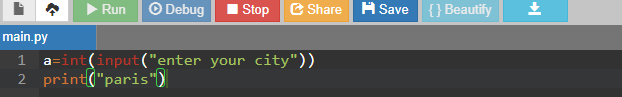 Run Debug Stop Share Save { } Beautify
main.py
1 a=int(input("enter your city"))
2 print("paris")